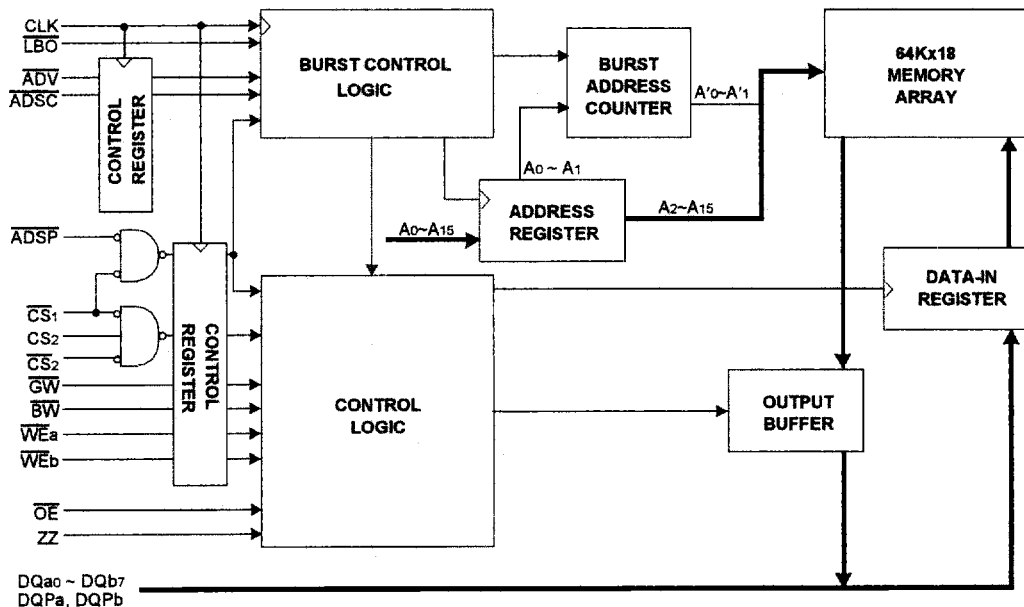 CLK
LBO
ADV
ADSC
CONTROL
REGISTER
BURST CONTROL
LOGIC
BURST
ADDRESS
COUNTER
A'0~A'1
64Kx18
MEMORY
ARRAY
A0 ~ A1
A0~A15
ADDRESS
REGISTER
A2~A15
ADSP
CS1
CS2
CS2
GW
BW
WEa
WEb
OE
ZZ
CONTROL
REGISTER
CONTROL
LOGIC
DATA-IN
REGISTER
OUTPUT
BUFFER
DQa0 ~ DQb7
DQPa, DQPb